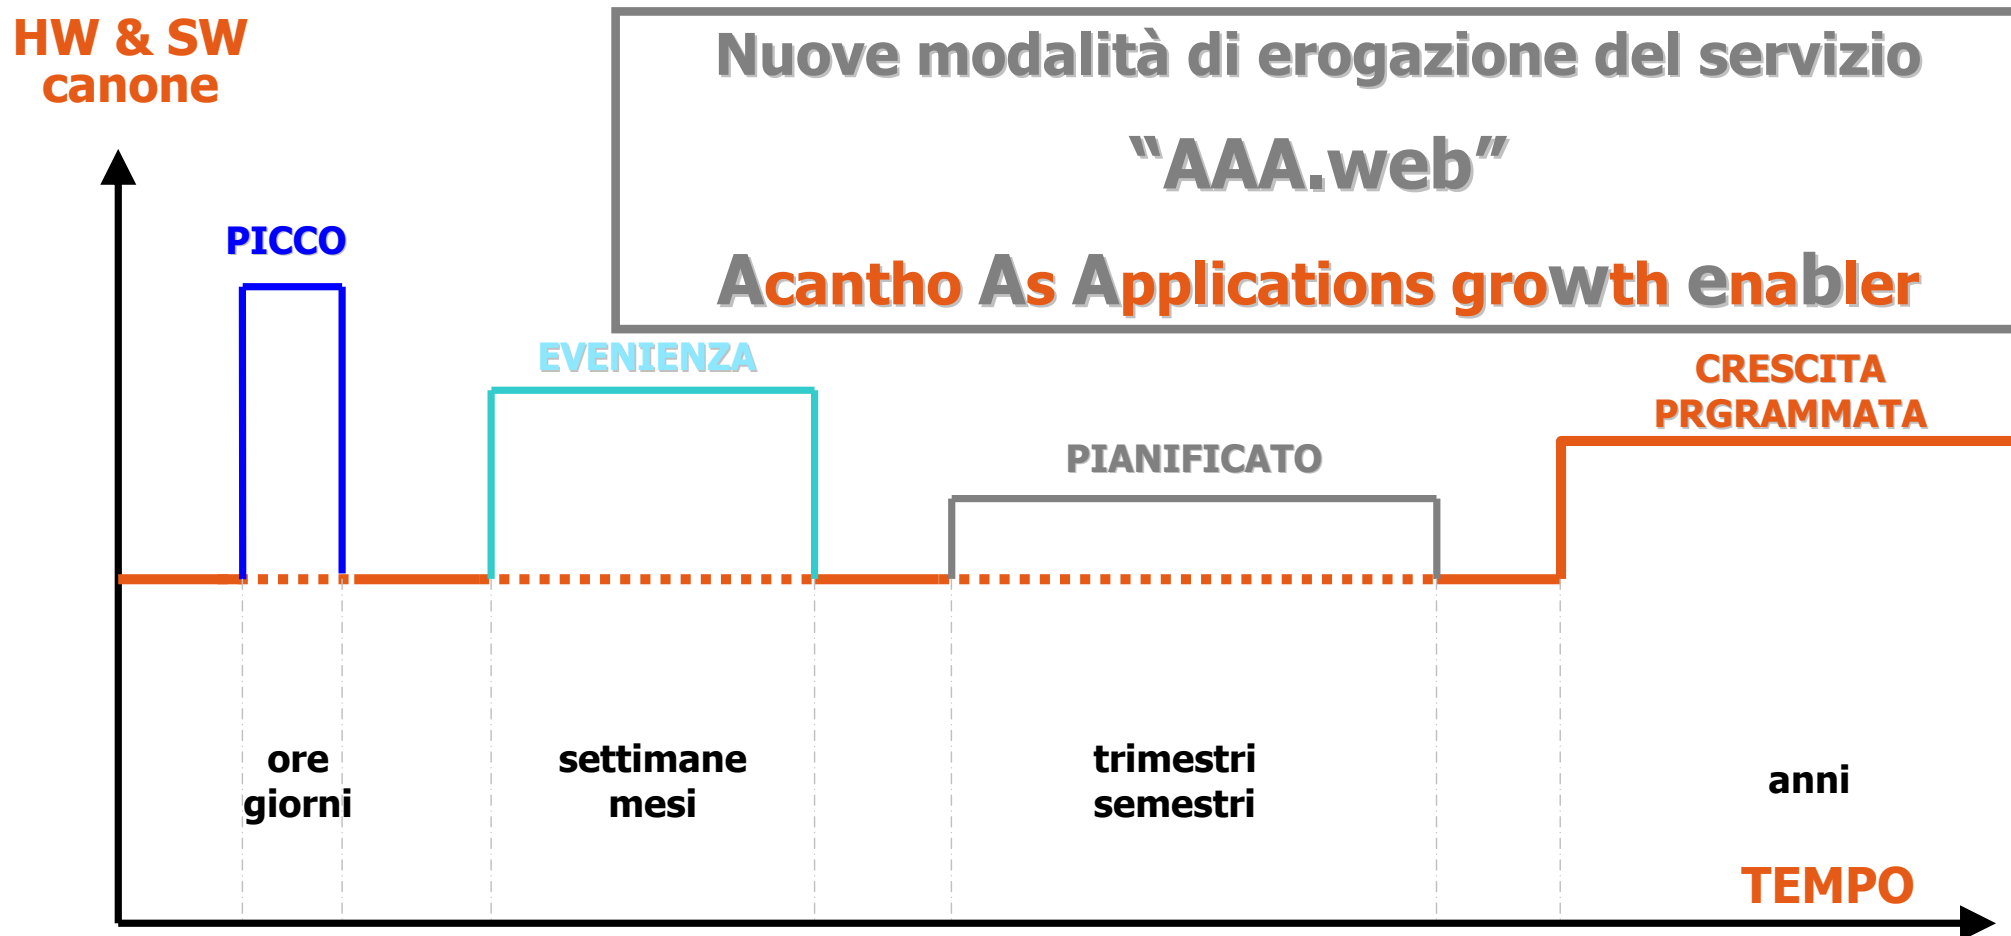 HW & SW
canone
Nuove modalità di erogazione del servizio
“AAA.web”
Acantho As Applications growth enabler
PICCO
EVENIENZA
PIANIFICATO
CRESCITA
PRGRAMMATA
ore
giorni
settimane
mesi
trimestri
semestri
anni
TEMPO